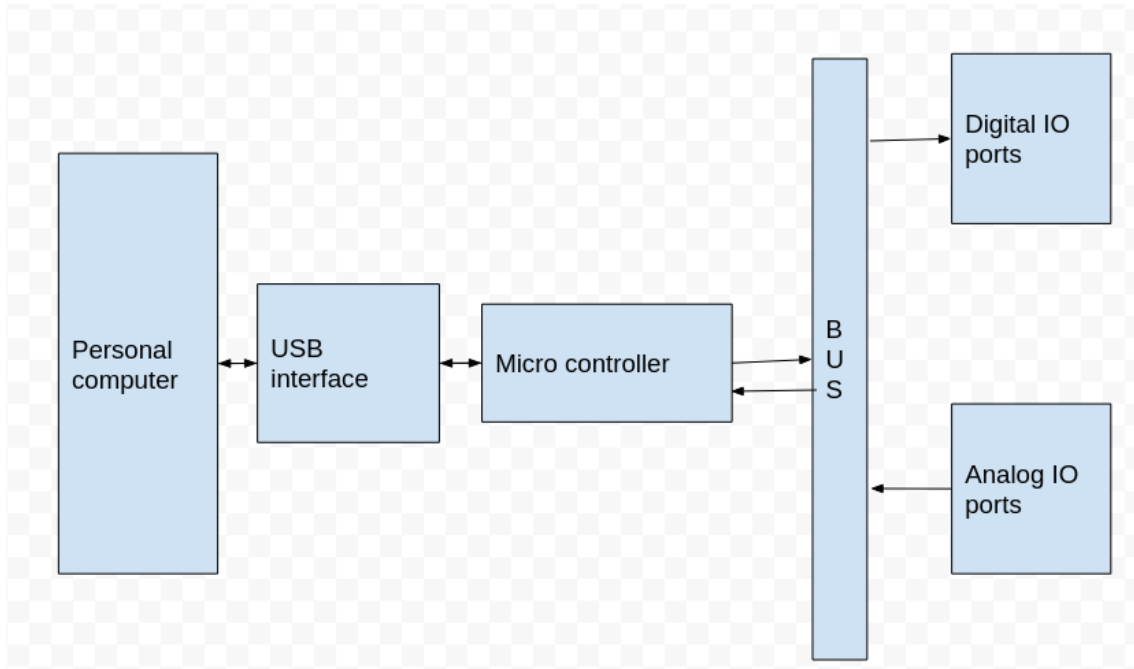 Personal
computer
USB
interface
Micro controller
B
U
S
Digital IO
ports
Analog IO
ports